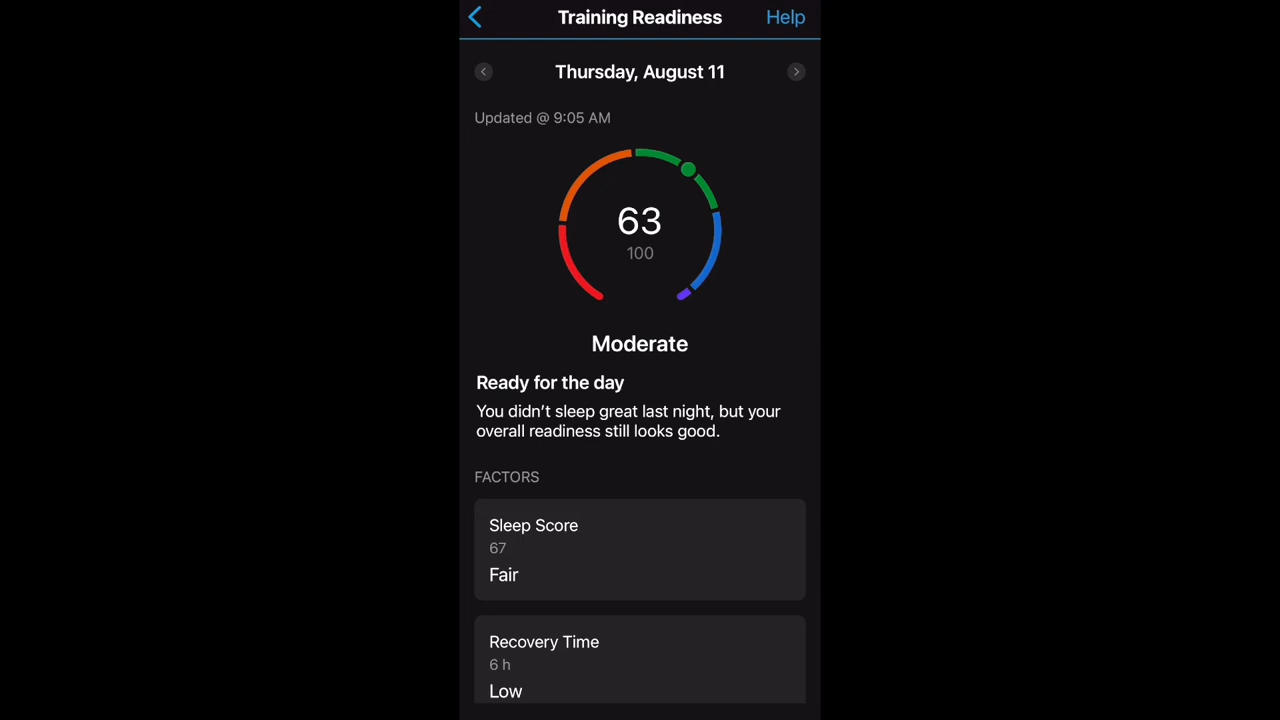 Training Readiness
Help
Thursday, August 11
Updated @ 9:05 AM
63
100
Moderate
Ready for the day
You didn't sleep great last night, but your
overall readiness still looks good.
FACTORS
Sleep Score
67
Fair
Recovery Time
6 h
Low